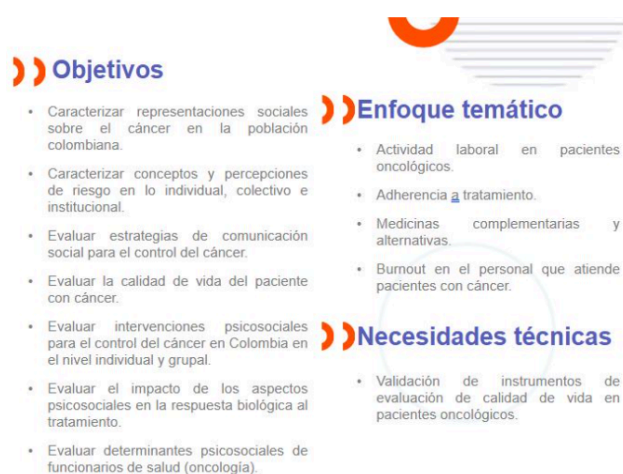 Objetivos
• Caracterizar representaciones sociales
sobre el cáncer en la población
colombiana.
• Caracterizar conceptos y percepciones
de riesgo en lo individual, colectivo e
institucional.
• Evaluar estrategias de comunicación
social para el control del cáncer.
• Evaluar la calidad de vida del paciente
con cáncer.
• Evaluar intervenciones psicosociales
para el control del cáncer en Colombia en
el nivel individual y grupal.
• Evaluar el impacto de los aspectos
psicosociales en la respuesta biológica al
tratamiento.
• Evaluar determinantes psicosociales de
funcionarios de salud (oncología).
Enfoque temático
• Actividad laboral en pacientes
oncológicos.
• Adherencia a tratamiento.
• Medicinas complementarias y
alternativas.
• Burnout en el personal que atiende
pacientes con cáncer.
Necesidades técnicas
• Validación de instrumentos de
evaluación de calidad de vida en
pacientes oncológicos.